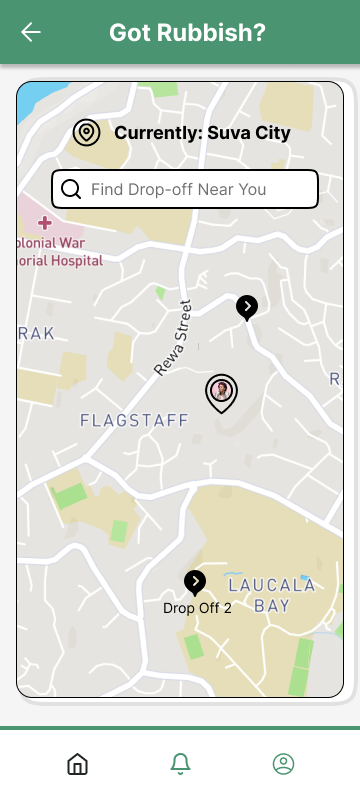 Got Rubbish?
Currently: Suva City
Find Drop-off Near You
olonial War
orial Hospital
Rewa Street
RAK
R
FLAGSTAFF
LAUCALA
BAY
Drop Off 2